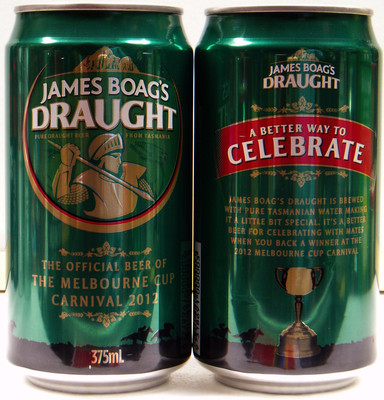 JAMES BOAG'S
DRAUGHT
PURE DRAUGHT BEER FROM TASMANIA
THE OFFICIAL BEER OF
THE MELBOURNE CUP
CARNIVAL 2012
375mL
JAMES BOAG'S
DRAUGHT
A BETTER WAY TO
CELEBRATE
JAMES BOAG'S DRAUGHT IS BREWED
WITH PURE TASMANIAN WATER MAKING
IT A LITTLE BIT SPECIAL. IT'S A BETTER
BEER FOR CELEBRATING WITH MATES
WHEN YOU BACK A WINNER AT THE
2012 MELBOURNE CUP CARNIVAL